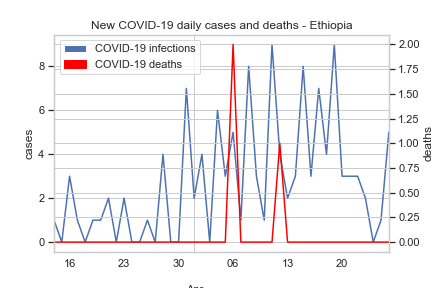 New COVID-19 daily cases and deaths - Ethiopia
COVID-19 infections
COVID-19 deaths
cases
8
6
4
2
0
deaths
2.00
1.75
1.50
1.25
1.00
0.75
0.50
0.25
0.00
16 23 30 06 13 20